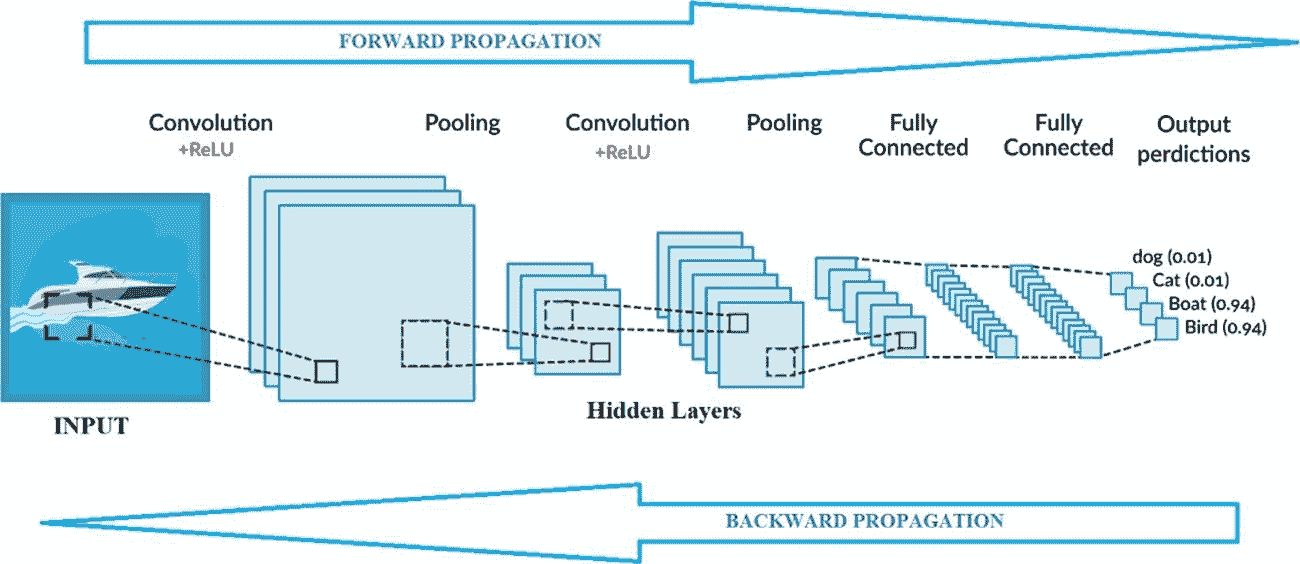 FORWARD PROPAGATION
Convolution
+ReLU
Pooling
Convolution
+ReLU
Pooling
Fully
Connected
Fully
Connected
Output
perdictions
dog (0.01)
Cat (0.01)
Boat (0.94)
Bird (0.94)
INPUT
Hidden Layers
BACKWARD PROPAGATION